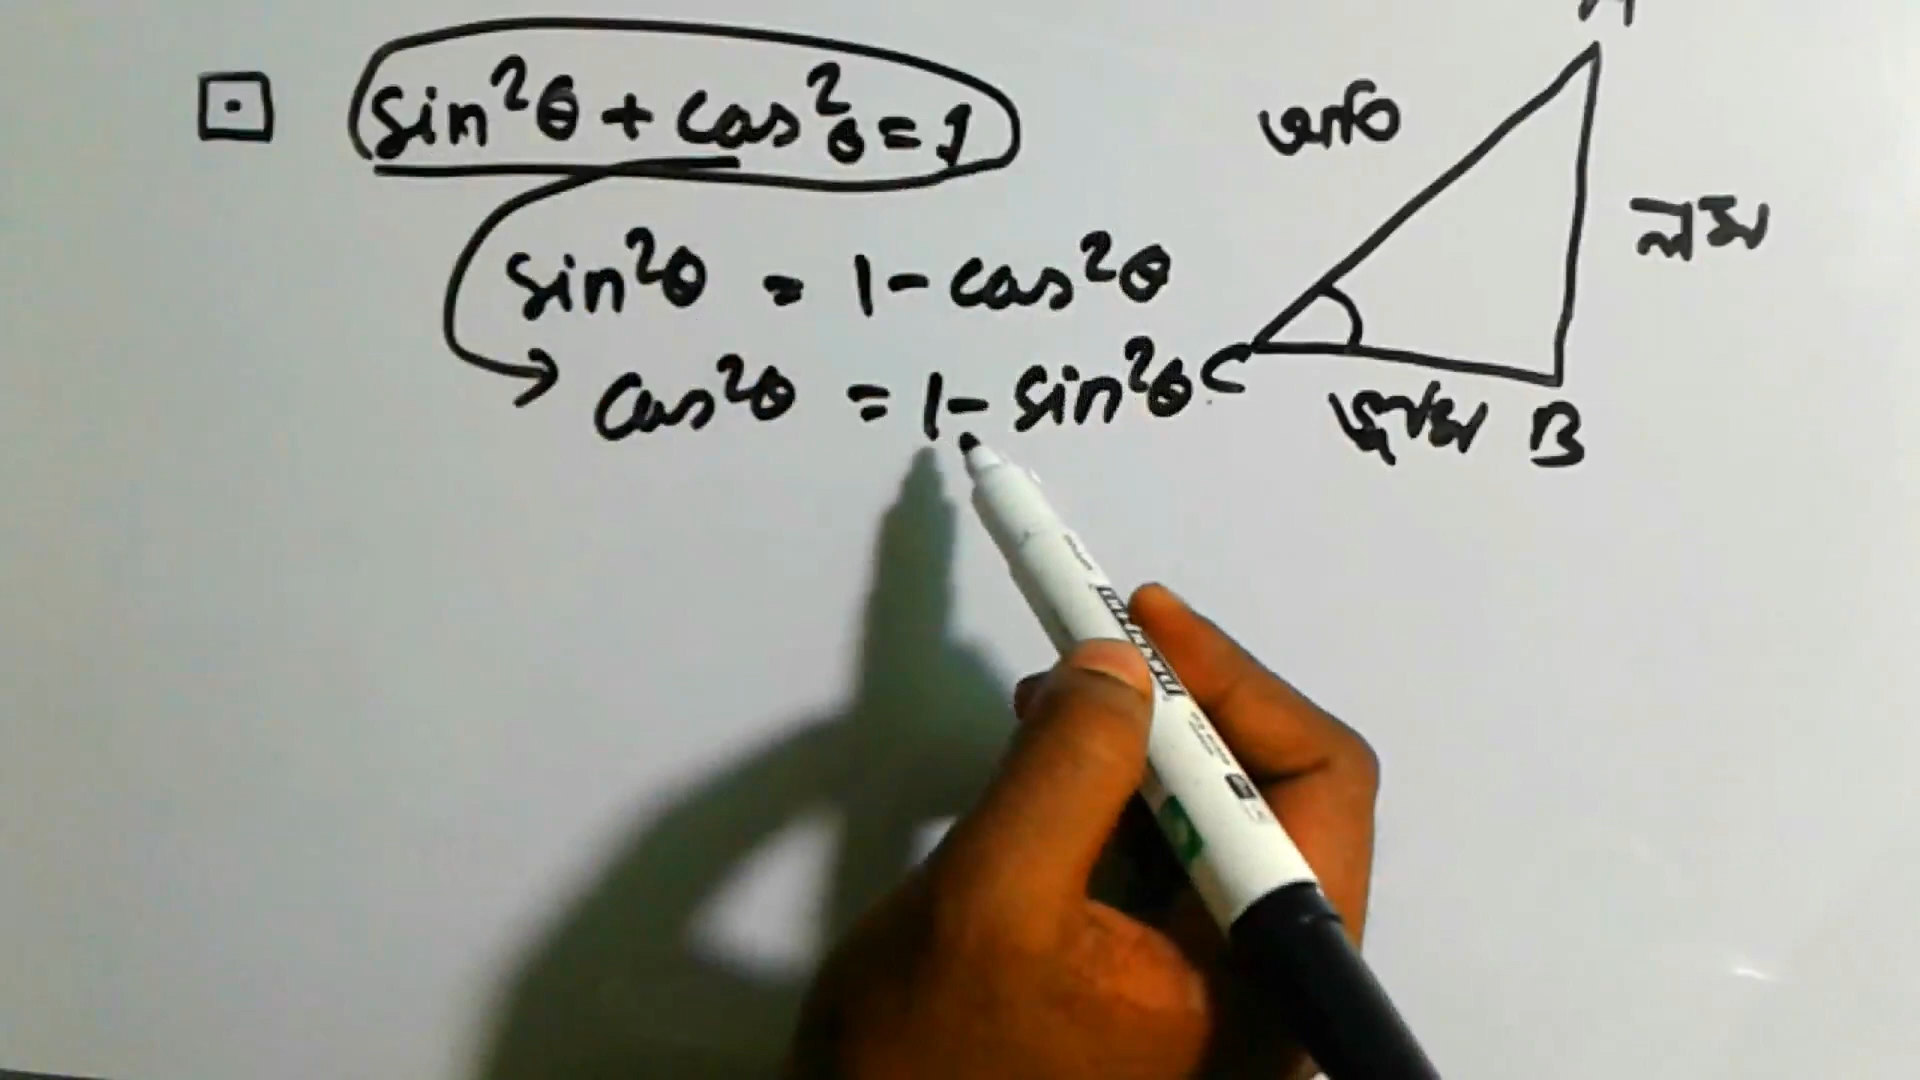 sin²θ + cos²θ = 1
sin²θ = 1 - cos²θ
cos²θ = 1 - sin²θ
A
অতি
লম্ব
C
ভূমি B